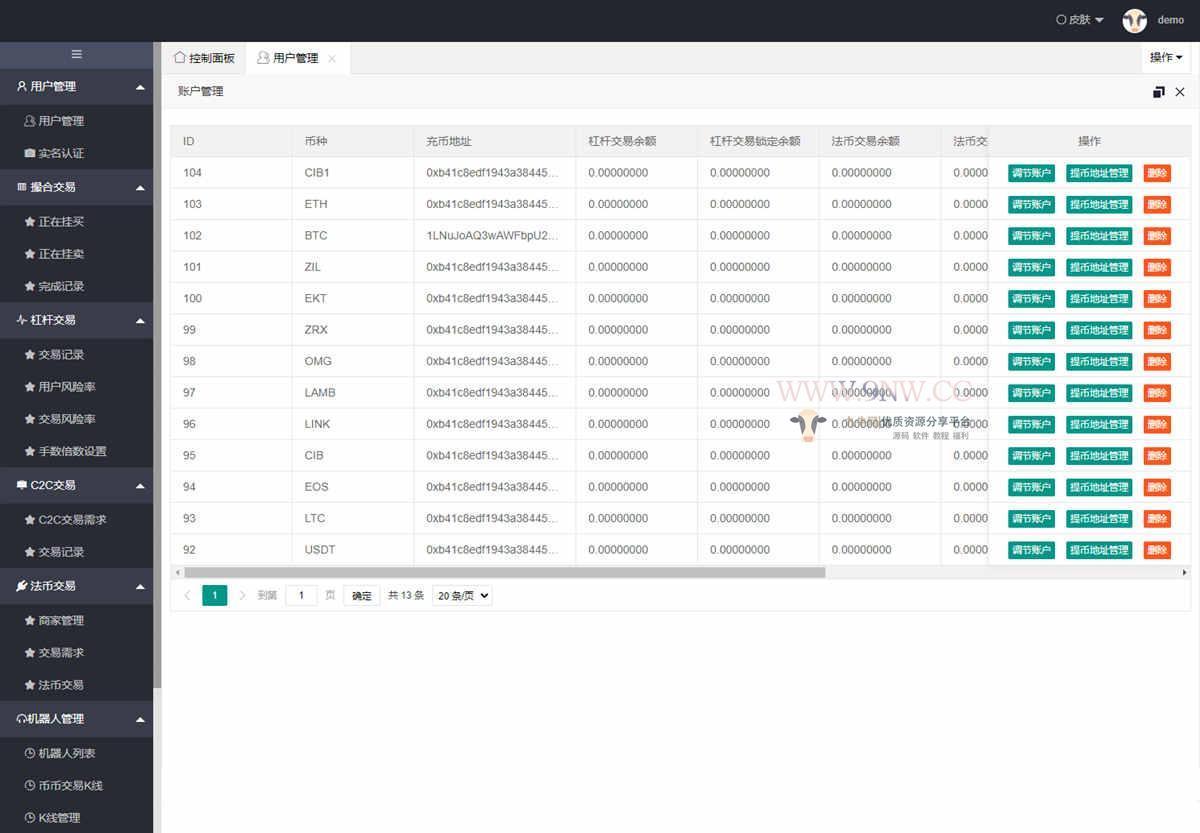 皮肤 demo
控制面板 用户管理 操作
账户管理
用户管理
用户管理
实名认证
撮合交易
正在挂买
正在挂卖
完成记录
杠杆交易
交易记录
用户风险率
交易风险率
手数倍数设置
C2C交易
C2C交易需求
交易记录
法币交易
商家管理
交易需求
法币交易
机器人管理
机器人列表
币币交易K线
K线管理
ID 币种 充币地址 杠杆交易余额 杠杆交易锁定余额 法币交易余额 法币交 操作
104 CIB1 0xb41c8edf1943a38445... 0.00000000 0.00000000 0.00000000 0.0000 调节账户 提币地址管理 删除
103 ETH 0xb41c8edf1943a38445... 0.00000000 0.00000000 0.00000000 0.0000 调节账户 提币地址管理 删除
102 BTC 1LNuJoAQ3wAWFbpU2... 0.00000000 0.00000000 0.00000000 0.0000 调节账户 提币地址管理 删除
101 ZIL 0xb41c8edf1943a38445... 0.00000000 0.00000000 0.00000000 0.0000 调节账户 提币地址管理 删除
100 EKT 0xb41c8edf1943a38445... 0.00000000 0.00000000 0.00000000 0.0000 调节账户 提币地址管理 删除
99 ZRX 0xb41c8edf1943a38445... 0.00000000 0.00000000 0.00000000 0.0000 调节账户 提币地址管理 删除
98 OMG 0xb41c8edf1943a38445... 0.00000000 0.00000000 0.00000000 0.0000 调节账户 提币地址管理 删除
97 LAMB 0xb41c8edf1943a38445... 0.00000000 0.00000000 0.00000000 0.0000 调节账户 提币地址管理 删除
WWW.9NW.CC
96 LINK 0xb41c8edf1943a38445... 0.00000000 0.00000000 0.00000000 0.0000 调节账户 提币地址管理 删除
优质资源分享平台
源码 软件 教程 福利
95 CIB 0xb41c8edf1943a38445... 0.00000000 0.00000000 0.00000000 0.0000 调节账户 提币地址管理 删除
94 EOS 0xb41c8edf1943a38445... 0.00000000 0.00000000 0.00000000 0.0000 调节账户 提币地址管理 删除
93 LTC 0xb41c8edf1943a38445... 0.00000000 0.00000000 0.00000000 0.0000 调节账户 提币地址管理 删除
92 USDT 0xb41c8edf1943a38445... 0.00000000 0.00000000 0.00000000 0.0000 调节账户 提币地址管理 删除
1 到第 1 页 确定 共 13 条 20 条/页